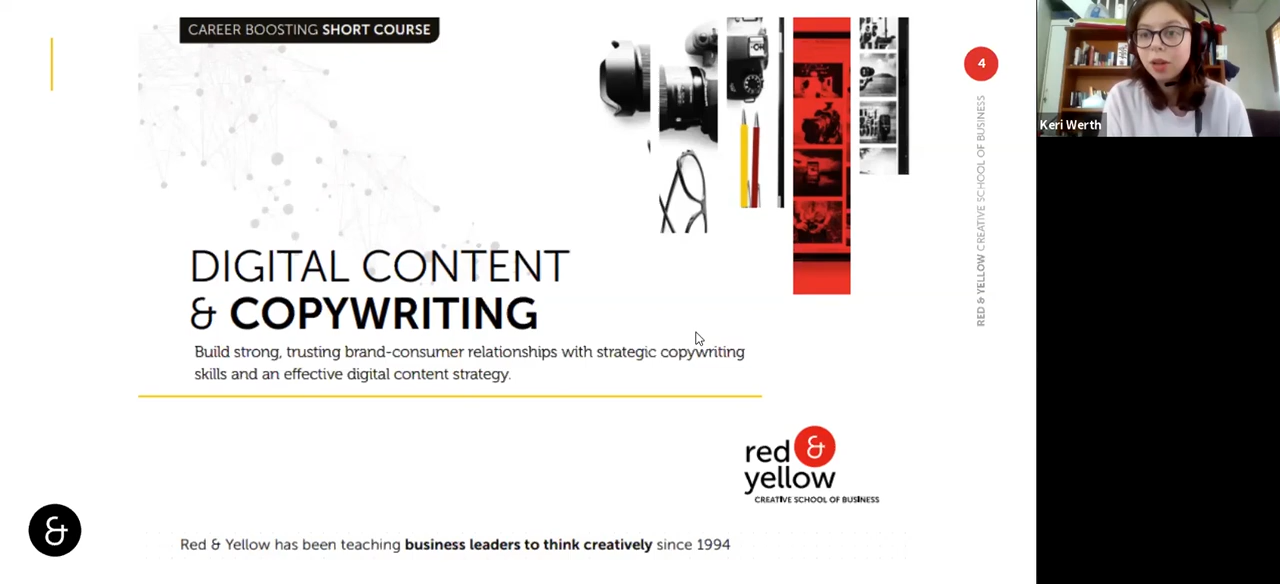 CAREER BOOSTING SHORT COURSE
4
RED & YELLOW CREATIVE SCHOOL OF BUSINESS
Keri Werth
DIGITAL CONTENT
& COPYWRITING
Build strong, trusting brand-consumer relationships with strategic copywriting
skills and an effective digital content strategy.
red &
yellow
CREATIVE SCHOOL OF BUSINESS
&
Red & Yellow has been teaching business leaders to think creatively since 1994